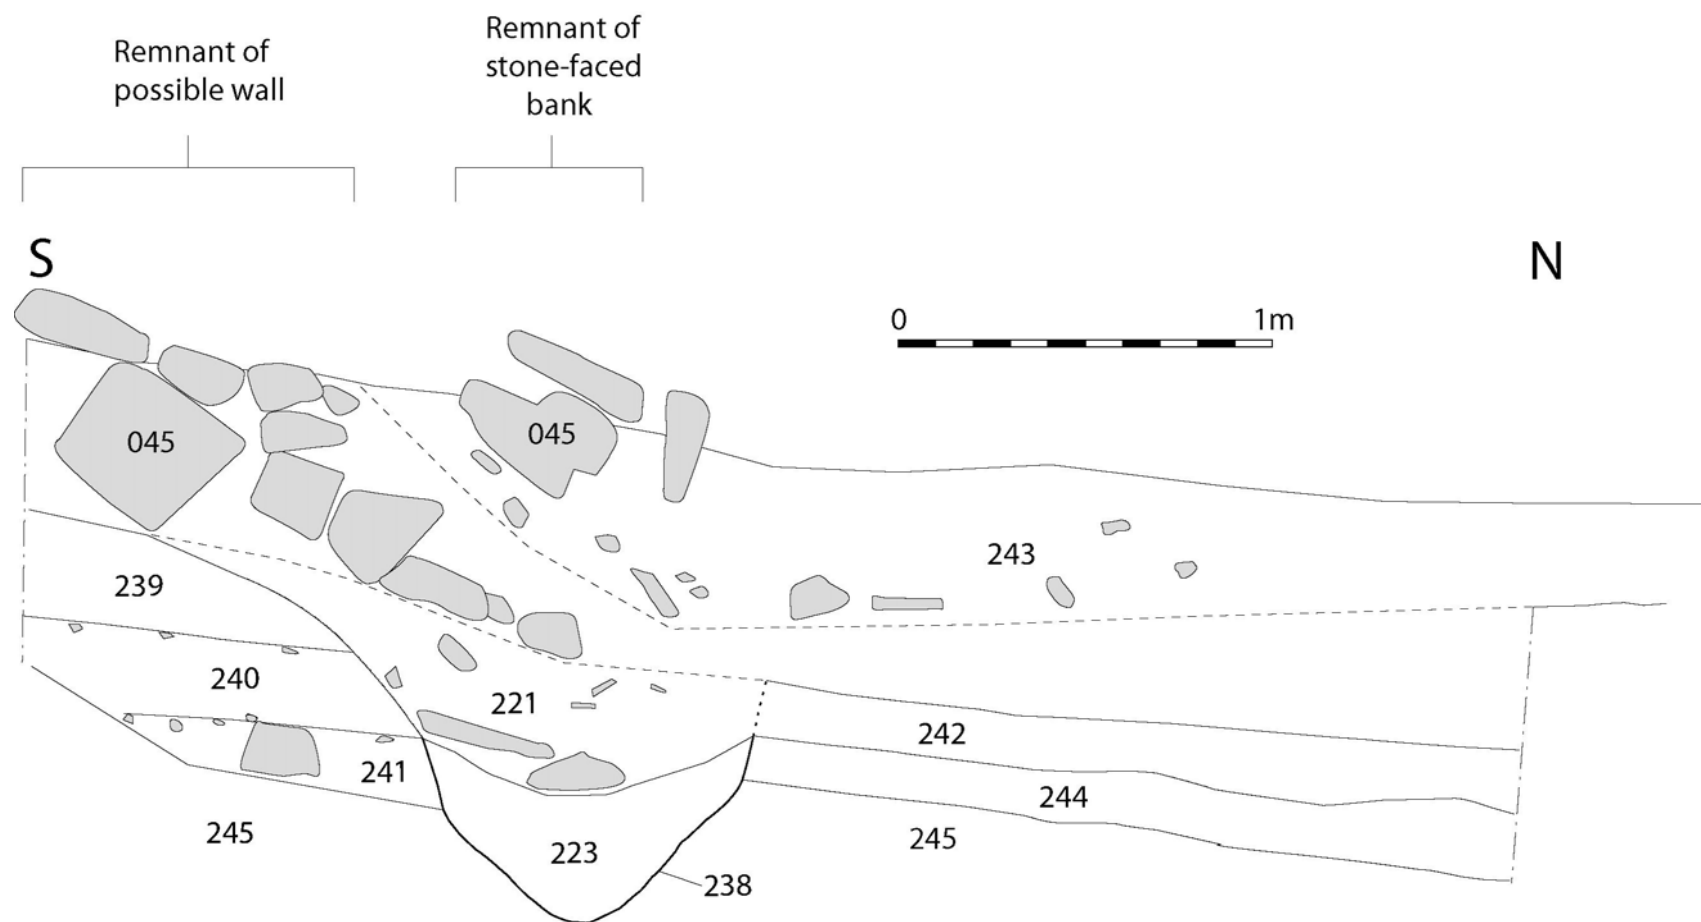 Remnant of
possible wall
Remnant of
stone-faced
bank
S
N
0
1m
045
045
243
239
240
221
242
241
244
245
245
223
238